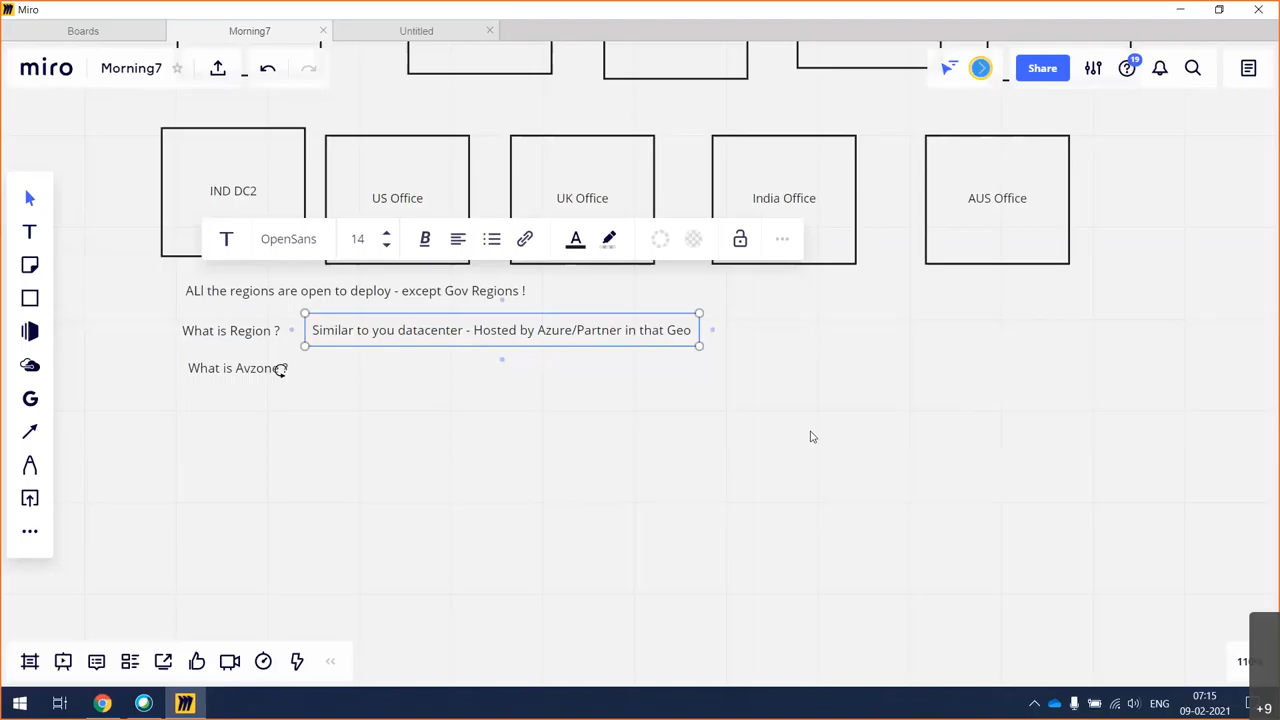 Miro
Boards
Morning7
Untitled
miro
Morning7
Share
19
IND DC2
US Office
UK Office
India Office
AUS Office
OpenSans
14
B
A
ALl the regions are open to deploy - except Gov Regions !
What is Region ?
Similar to you datacenter - Hosted by Azure/Partner in that Geo
What is Avzone ?
ENG
07:15
09-02-2021
+9